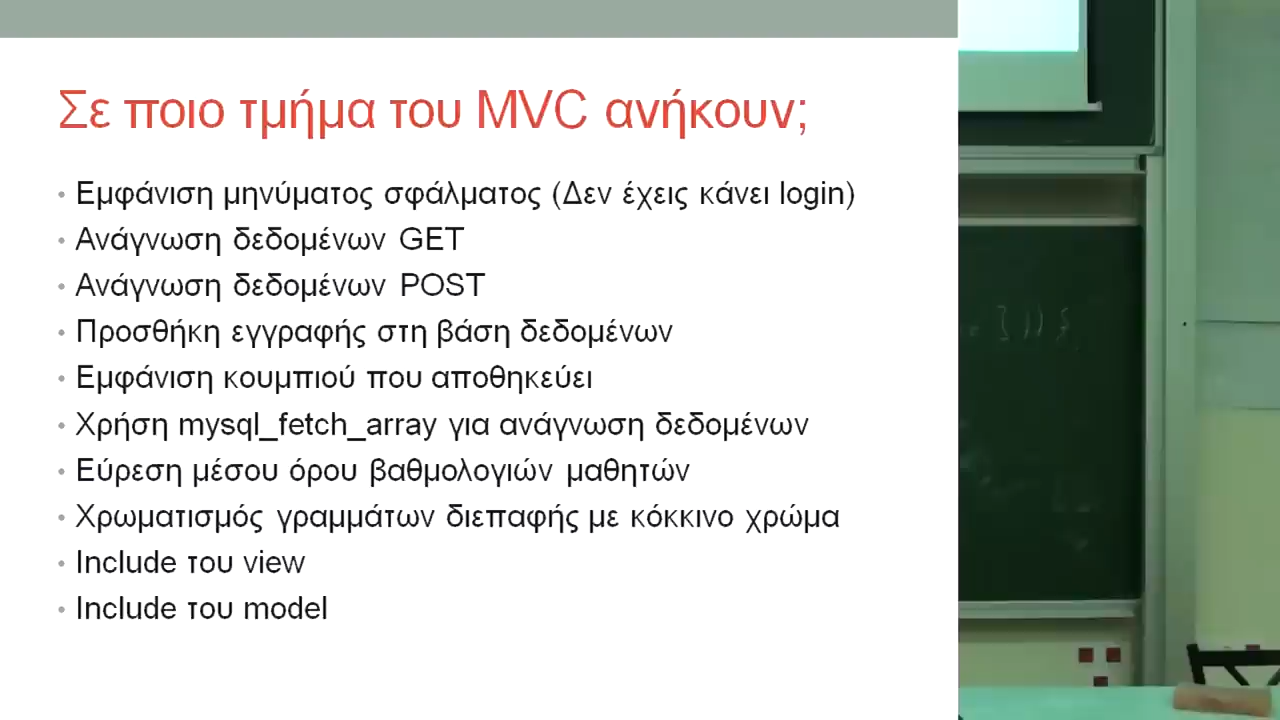 Σε ποιο τμήμα του MVC ανήκουν;
• Εμφάνιση μηνύματος σφάλματος (Δεν έχεις κάνει login)
• Ανάγνωση δεδομένων GET
• Ανάγνωση δεδομένων POST
• Προσθήκη εγγραφής στη βάση δεδομένων
• Εμφάνιση κουμπιού που αποθηκεύει
• Χρήση mysql_fetch_array για ανάγνωση δεδομένων
• Εύρεση μέσου όρου βαθμολογιών μαθητών
• Χρωματισμός γραμμάτων διεπαφής με κόκκινο χρώμα
• Include του view
• Include του model